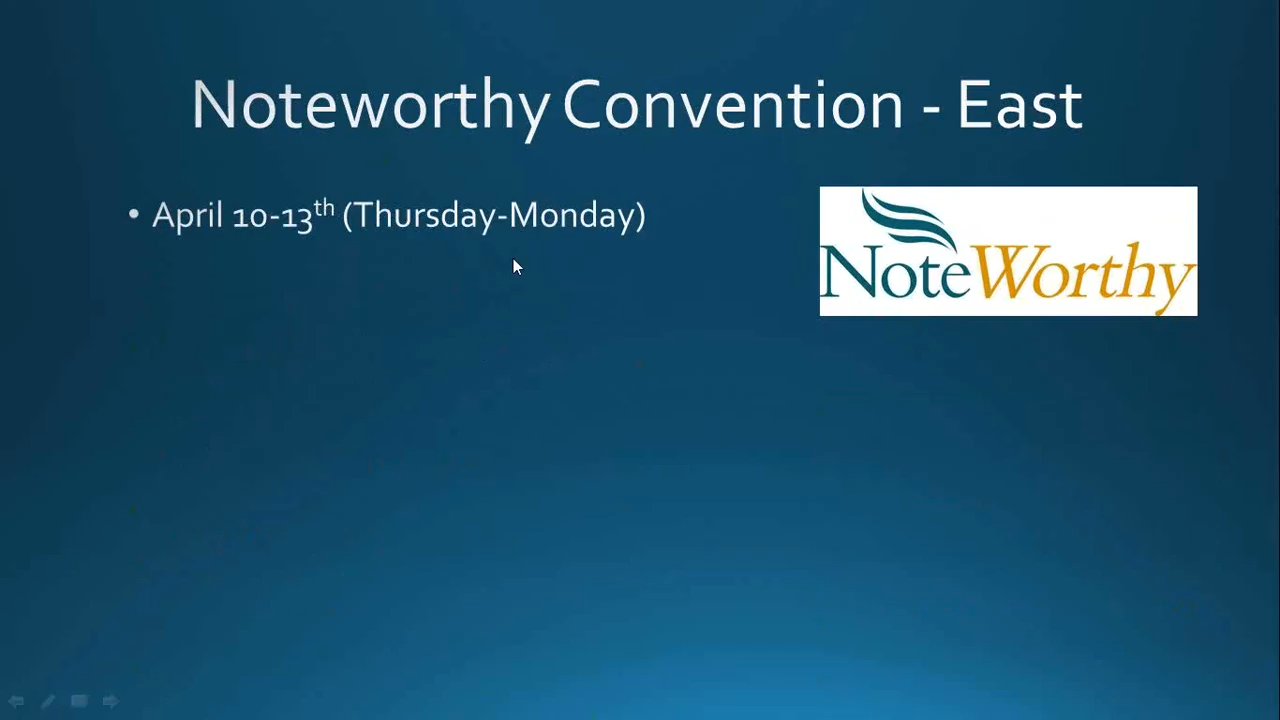 Noteworthy Convention - East
• April 10-13th (Thursday-Monday)
NoteWorthy